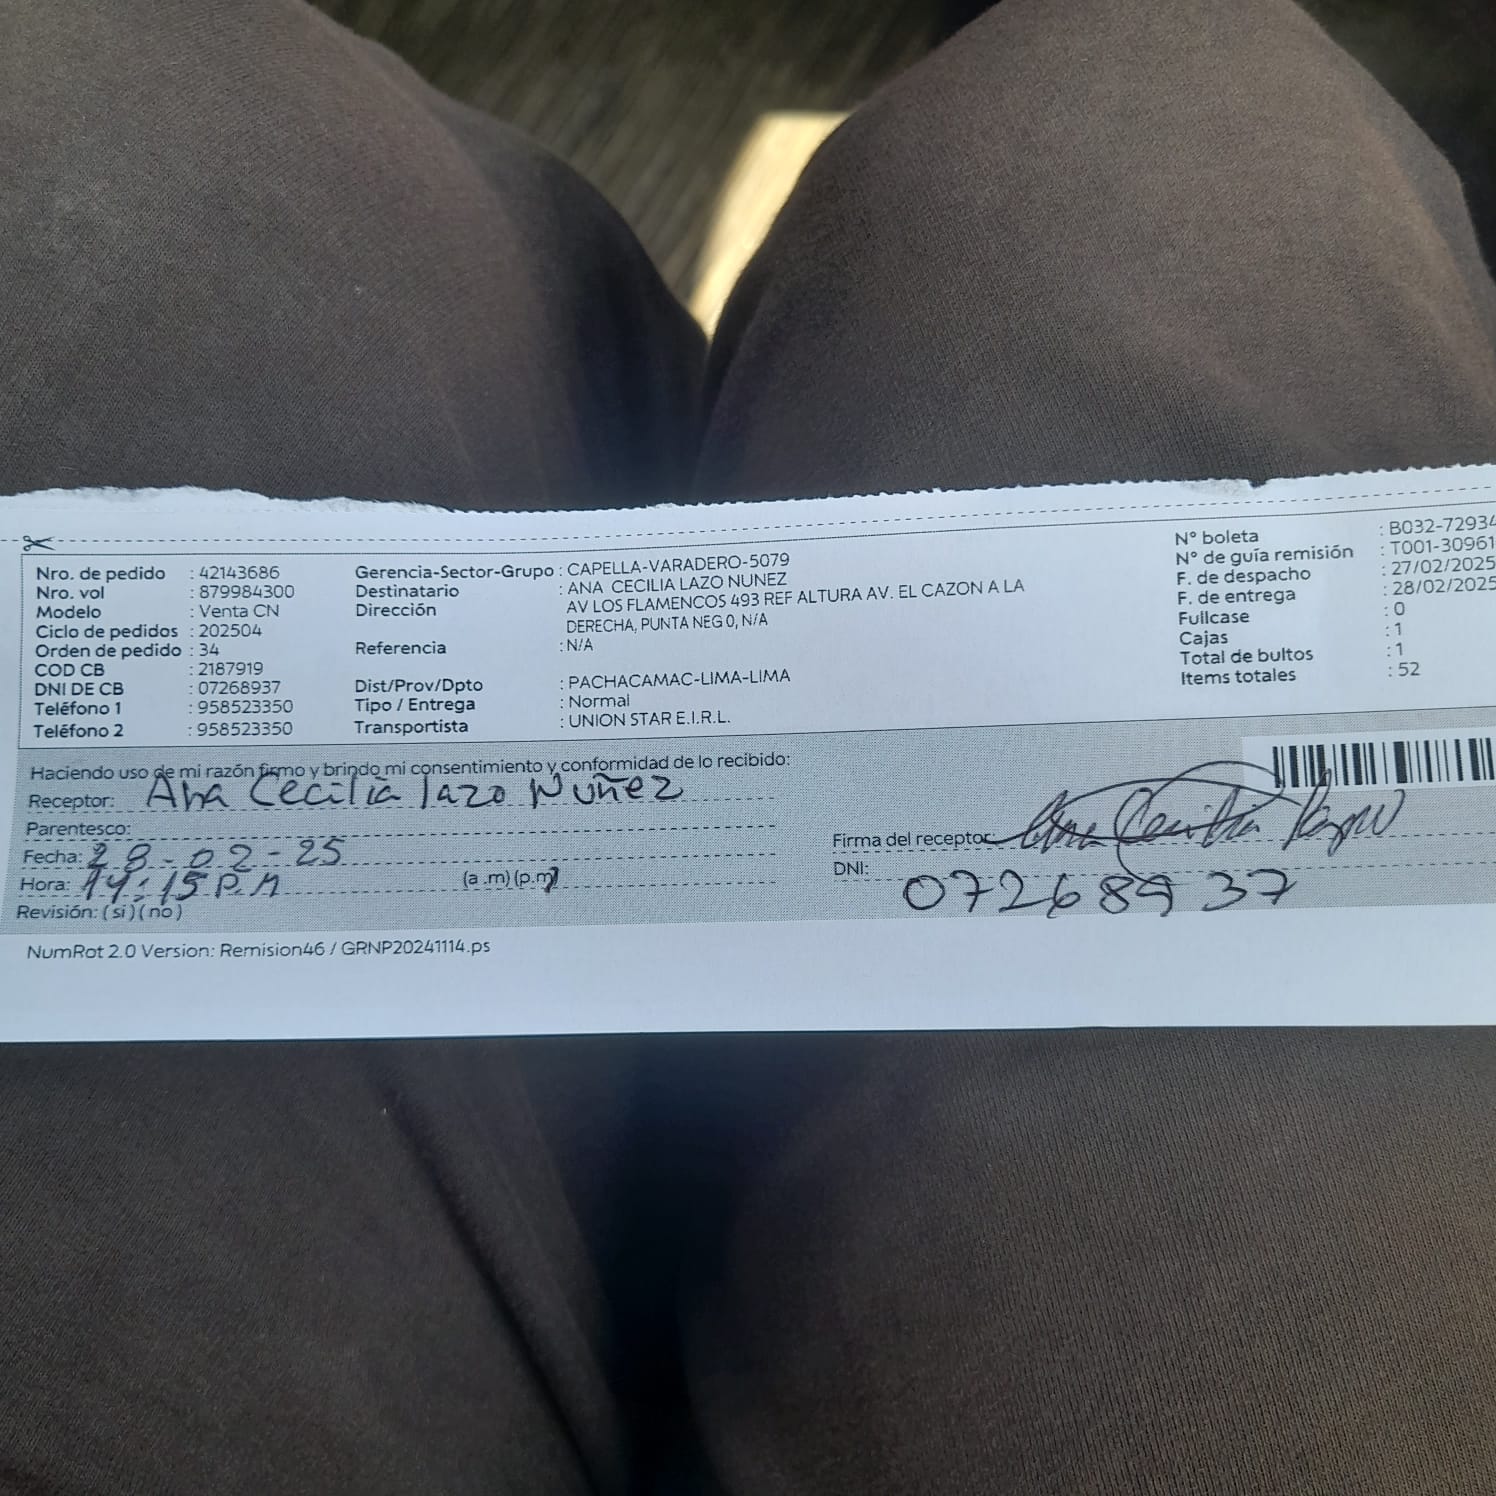 Nro. de pedido : 42143686
Nro. vol : 879984300
Modelo : Venta CN
Ciclo de pedidos : 202504
Orden de pedido : 34
COD CB : 2187919
DNI DE CB : 07268937
Teléfono 1 : 958523350
Teléfono 2 : 958523350
Gerencia-Sector-Grupo : CAPELLA-VARADERO-5079
Destinatario : ANA CECILIA LAZO NUNEZ
Dirección : AV LOS FLAMENCOS 493 REF ALTURA AV. EL CAZON A LA
DERECHA, PUNTA NEG 0, N/A
Referencia : N/A
Dist/Prov/Dpto : PACHACAMAC-LIMA-LIMA
Tipo / Entrega : Normal
Transportista : UNION STAR E.I.R.L.
N° boleta : B032-72934
N° de guía remisión : T001-30961
F. de despacho : 27/02/2025
F. de entrega : 28/02/2025
Fullcase : 0
Cajas : 1
Total de bultos : 1
Items totales : 52
Haciendo uso de mi razón firmo y brindo mi consentimiento y conformidad de lo recibido:
Receptor: Ana Cecilia Lazo Nuñez
Parentesco:
Fecha: 28-02-25
Hora: 14:15 P.M (a .m) (p.m)
Revisión: ( si ) ( no )
Firma del receptor: Ana Cecilia
DNI: 07268937
NumRot 2.0 Version: Remision46 / GRNP20241114.ps